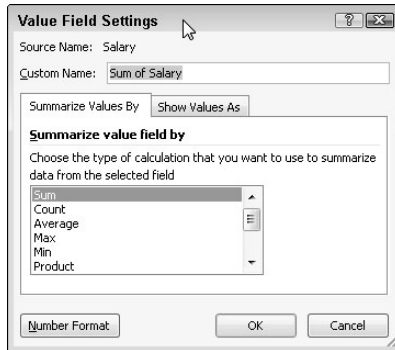 Value Field Settings
Source Name: Salary
Custom Name: Sum of Salary
Summarize Values By Show Values As
Summarize value field by
Choose the type of calculation that you want to use to summarize
data from the selected field
Sum
Count
Average
Max
Min
Product
Number Format OK Cancel